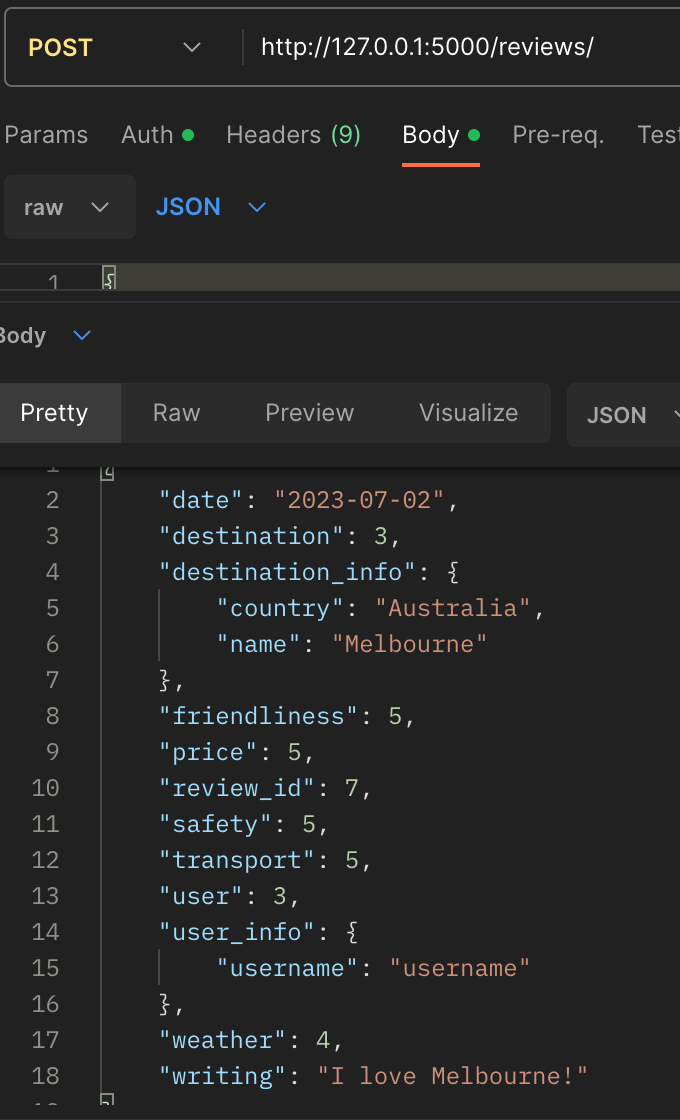 POST http://127.0.0.1:5000/reviews/
Params Auth Headers (9) Body Pre-req.
raw JSON
1 {
Body
Pretty Raw Preview Visualize JSON
1 {
2 "date": "2023-07-02",
3 "destination": 3,
4 "destination_info": {
5 "country": "Australia",
6 "name": "Melbourne"
7 },
8 "friendliness": 5,
9 "price": 5,
10 "review_id": 7,
11 "safety": 5,
12 "transport": 5,
13 "user": 3,
14 "user_info": {
15 "username": "username"
16 },
17 "weather": 4,
18 "writing": "I love Melbourne!"
}